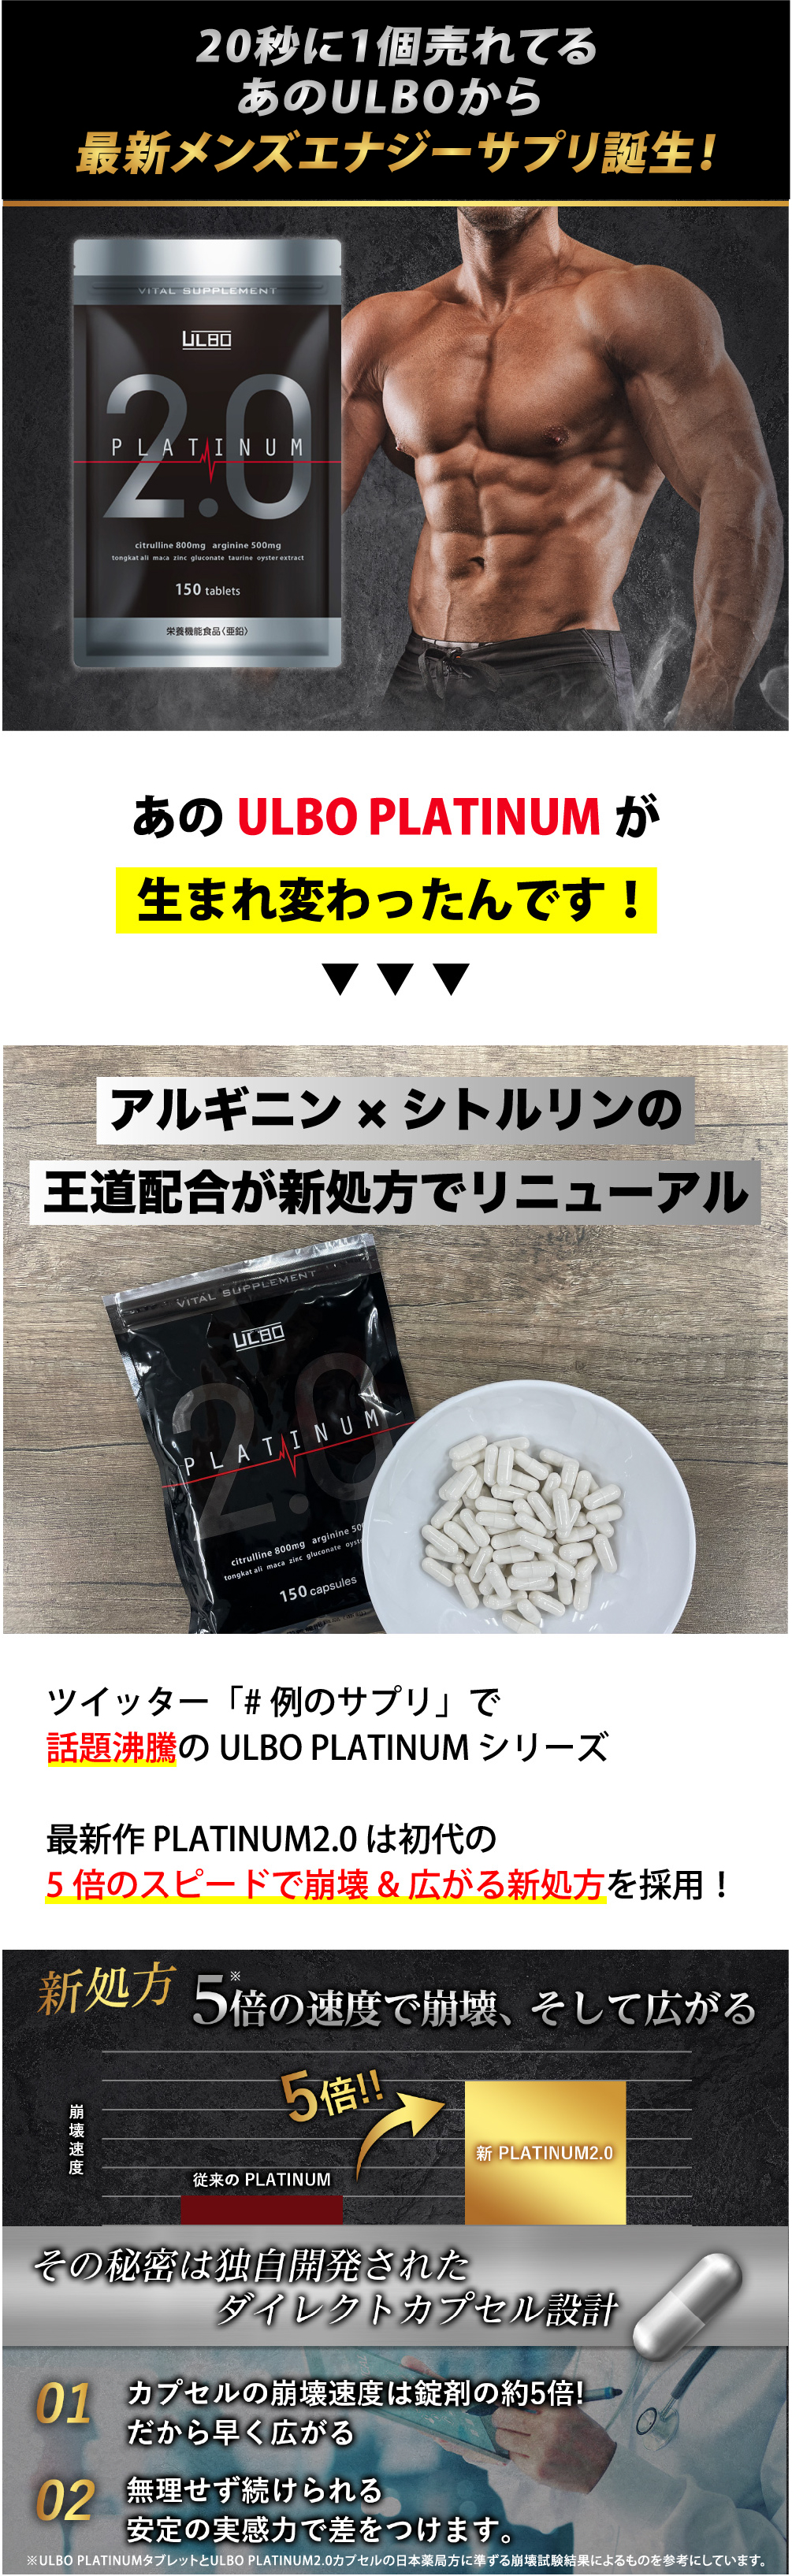 20秒に1個売れてる
あのULBOから
最新メンズエナジーサプリ誕生!
VITAL SUPPLEMENT
ULBO
2.0
PLATINUM
citrulline 800mg arginine 500mg
tongkat ali maca zinc gluconate taurine oyster extract
150 tablets
栄養機能食品〈亜鉛〉
あの ULBO PLATINUM が
生まれ変わったんです！
▼ ▼ ▼
アルギニン × シトルリンの
王道配合が新処方でリニューアル
VITAL SUPPLEMENT
ULBO
2.0
PLATINUM
citrulline 800mg arginine 50
tongkat ali maca zinc gluconate oyst
150 capsules
ツイッター「# 例のサプリ」で
話題沸騰の ULBO PLATINUM シリーズ
最新作 PLATINUM2.0 は初代の
5 倍のスピードで崩壊 & 広がる新処方を採用！
新処方 5※倍の速度で崩壊、そして広がる
5倍!!
崩壊速度
新 PLATINUM2.0
従来の PLATINUM
その秘密は独自開発された
ダイレクトカプセル設計
01 カプセルの崩壊速度は錠剤の約5倍!
だから早く広がる
02 無理せず続けられる
安定の実感力で差をつけます。
※ULBO PLATINUMタブレットとULBO PLATINUM2.0カプセルの日本薬局方に準ずる崩壊試験結果によるものを参考にしています。